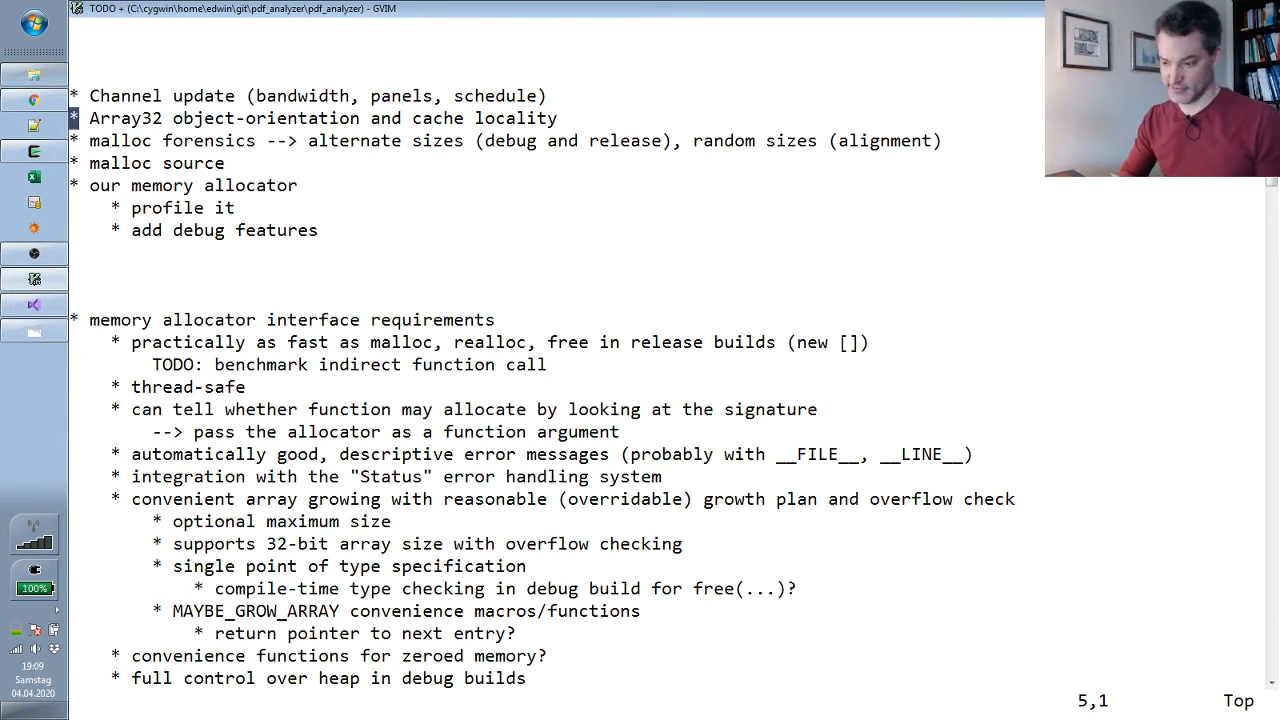 TODO + (C:\cygwin\home\edwin\git\pdf_analyzer\pdf_analyzer) - GVIM
* Channel update (bandwidth, panels, schedule)
* Array32 object-orientation and cache locality
* malloc forensics --> alternate sizes (debug and release), random sizes (alignment)
* malloc source
* our memory allocator
* profile it
* add debug features
* memory allocator interface requirements
* practically as fast as malloc, realloc, free in release builds (new [])
TODO: benchmark indirect function call
* thread-safe
* can tell whether function may allocate by looking at the signature
--> pass the allocator as a function argument
* automatically good, descriptive error messages (probably with __FILE__, __LINE__)
* integration with the "Status" error handling system
* convenient array growing with reasonable (overridable) growth plan and overflow check
* optional maximum size
* supports 32-bit array size with overflow checking
* single point of type specification
* compile-time type checking in debug build for free(...)?
* MAYBE_GROW_ARRAY convenience macros/functions
* return pointer to next entry?
* convenience functions for zeroed memory?
* full control over heap in debug builds
5,1 Top
100%
19:09
Samstag
04.04.2020